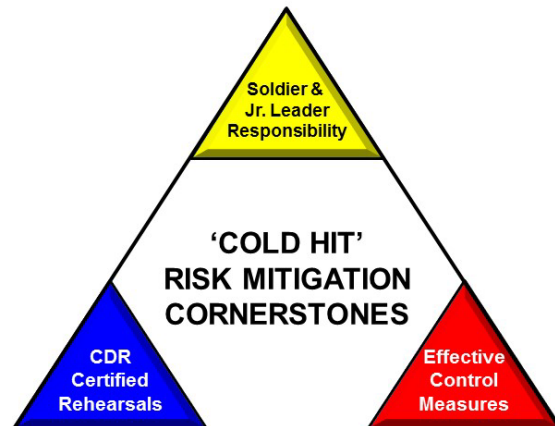 Soldier &
Jr. Leader
Responsibility
‘COLD HIT’
RISK MITIGATION
CORNERSTONES
CDR
Certified
Rehearsals
Effective
Control
Measures